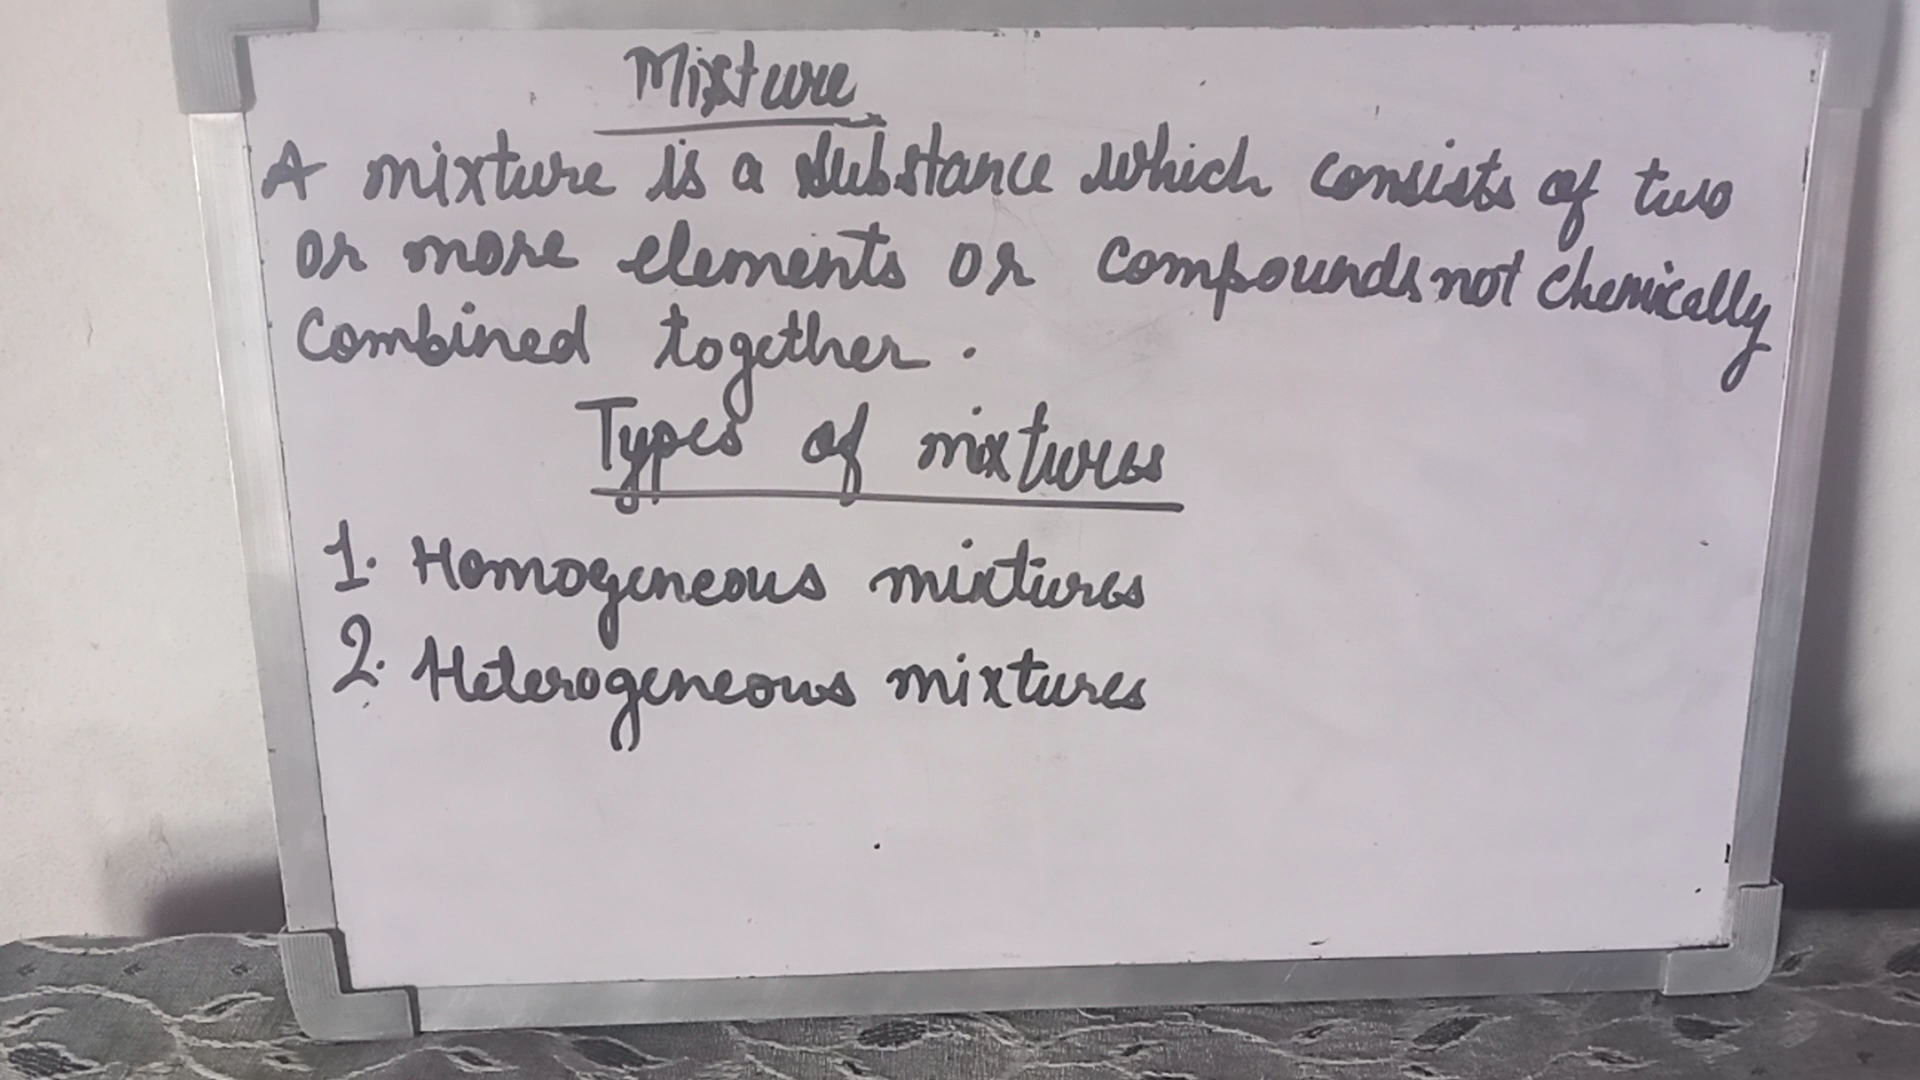 Mixture
A mixture is a substance which consists of two
or more elements or compounds not chemically
combined together.
Types of mixtures
1. Homogeneous mixtures
2. Heterogeneous mixtures